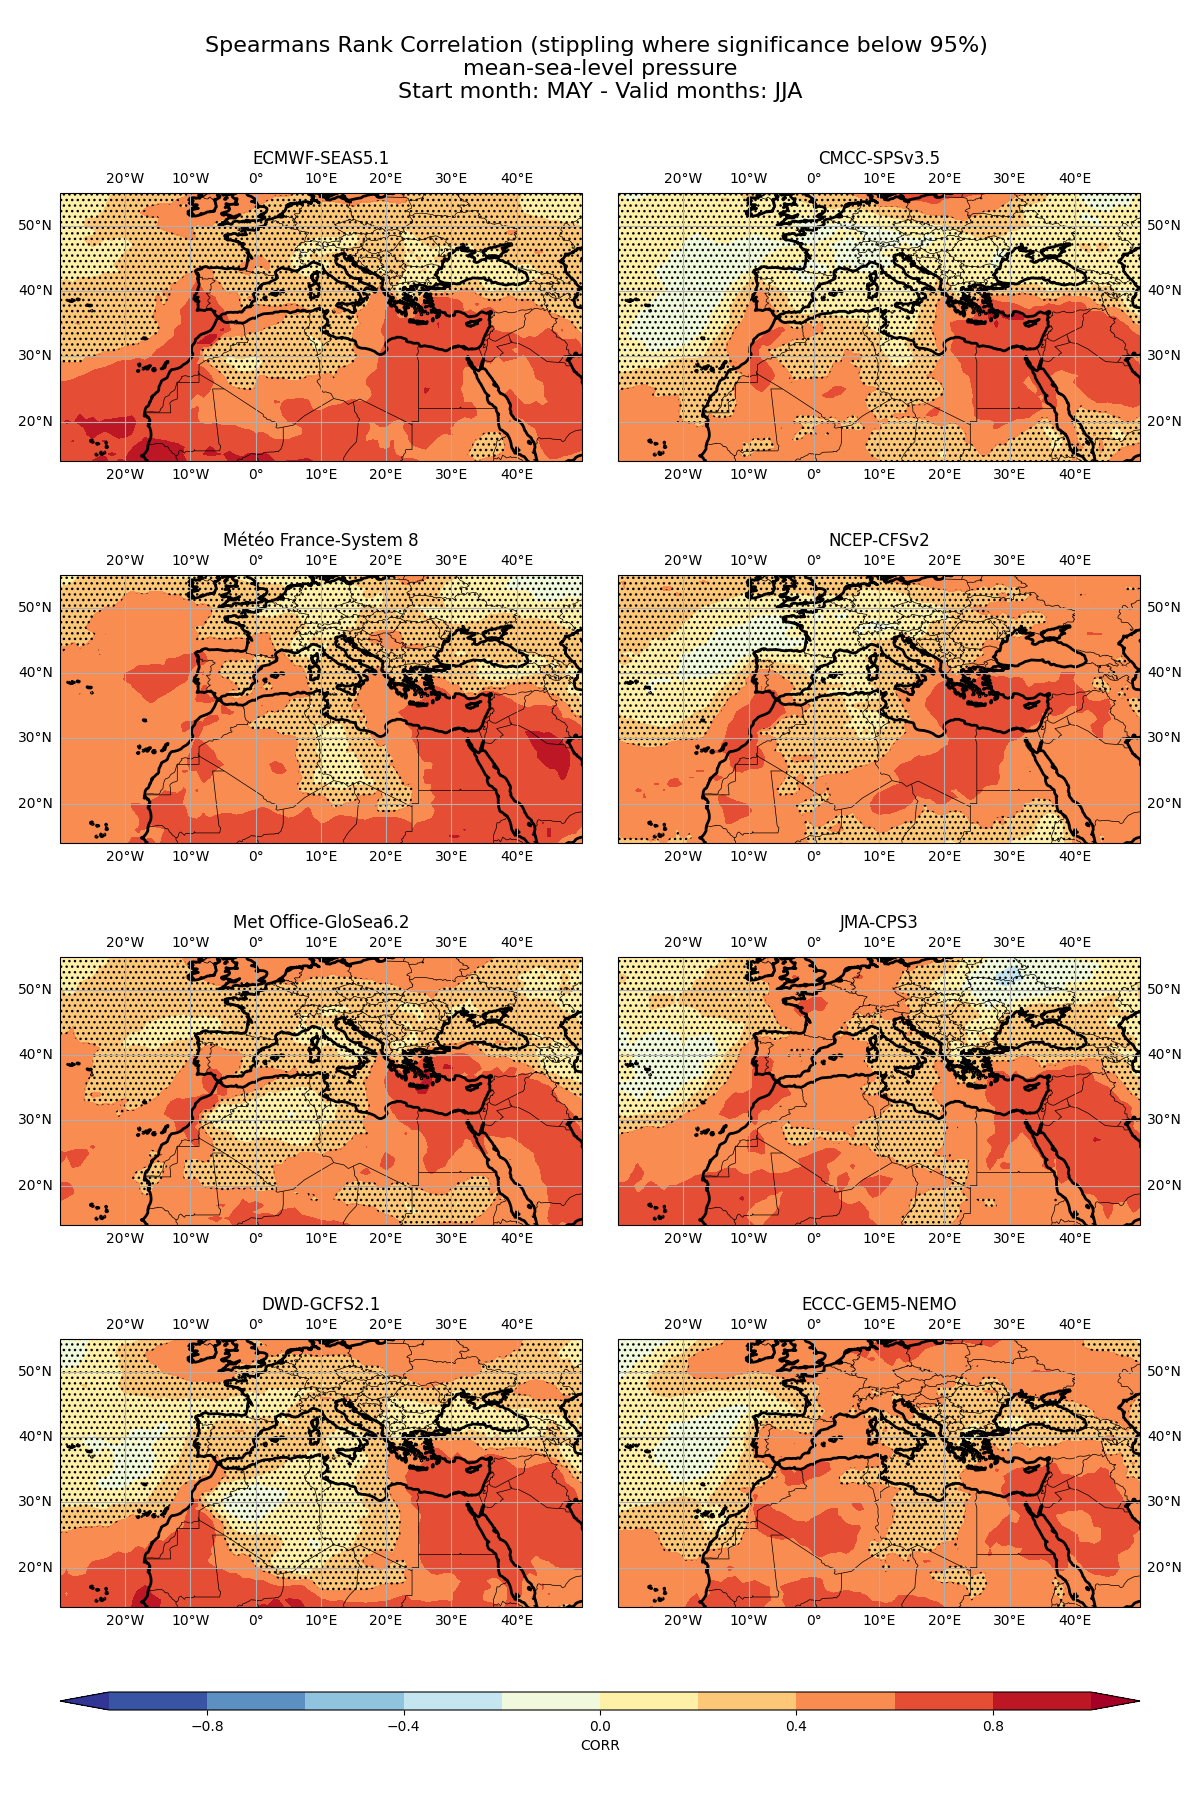 Spearmans Rank Correlation (stippling where significance below 95%)
mean-sea-level pressure
Start month: MAY - Valid months: JJA
ECMWF-SEAS5.1
20°W 10°W 0° 10°E 20°E 30°E 40°E
50°N
40°N
30°N
20°N
20°W 10°W 0° 10°E 20°E 30°E 40°E
CMCC-SPSv3.5
20°W 10°W 0° 10°E 20°E 30°E 40°E
50°N
40°N
30°N
20°N
20°W 10°W 0° 10°E 20°E 30°E 40°E
Météo France-System 8
20°W 10°W 0° 10°E 20°E 30°E 40°E
50°N
40°N
30°N
20°N
20°W 10°W 0° 10°E 20°E 30°E 40°E
NCEP-CFSv2
20°W 10°W 0° 10°E 20°E 30°E 40°E
50°N
40°N
30°N
20°N
20°W 10°W 0° 10°E 20°E 30°E 40°E
Met Office-GloSea6.2
20°W 10°W 0° 10°E 20°E 30°E 40°E
50°N
40°N
30°N
20°N
20°W 10°W 0° 10°E 20°E 30°E 40°E
JMA-CPS3
20°W 10°W 0° 10°E 20°E 30°E 40°E
50°N
40°N
30°N
20°N
20°W 10°W 0° 10°E 20°E 30°E 40°E
DWD-GCFS2.1
20°W 10°W 0° 10°E 20°E 30°E 40°E
50°N
40°N
30°N
20°N
20°W 10°W 0° 10°E 20°E 30°E 40°E
ECCC-GEM5-NEMO
20°W 10°W 0° 10°E 20°E 30°E 40°E
50°N
40°N
30°N
20°N
20°W 10°W 0° 10°E 20°E 30°E 40°E
−0.8 −0.4 0.0 0.4 0.8
CORR